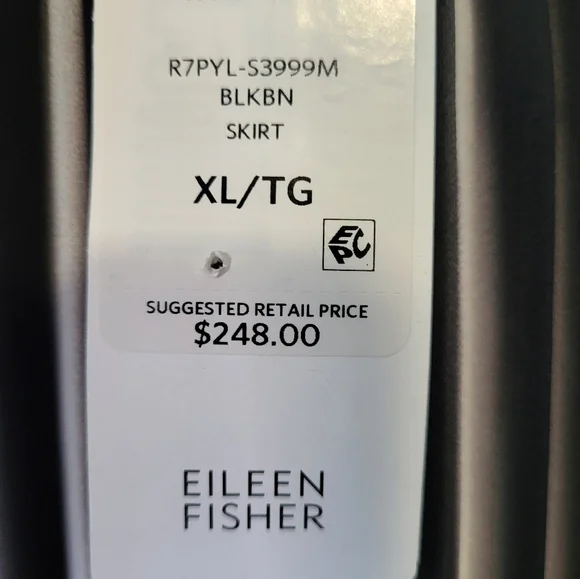 R7PYL-S3999M
BLKBN
SKIRT
XL/TG
EPC
SUGGESTED RETAIL PRICE
$248.00
EILEEN
FISHER